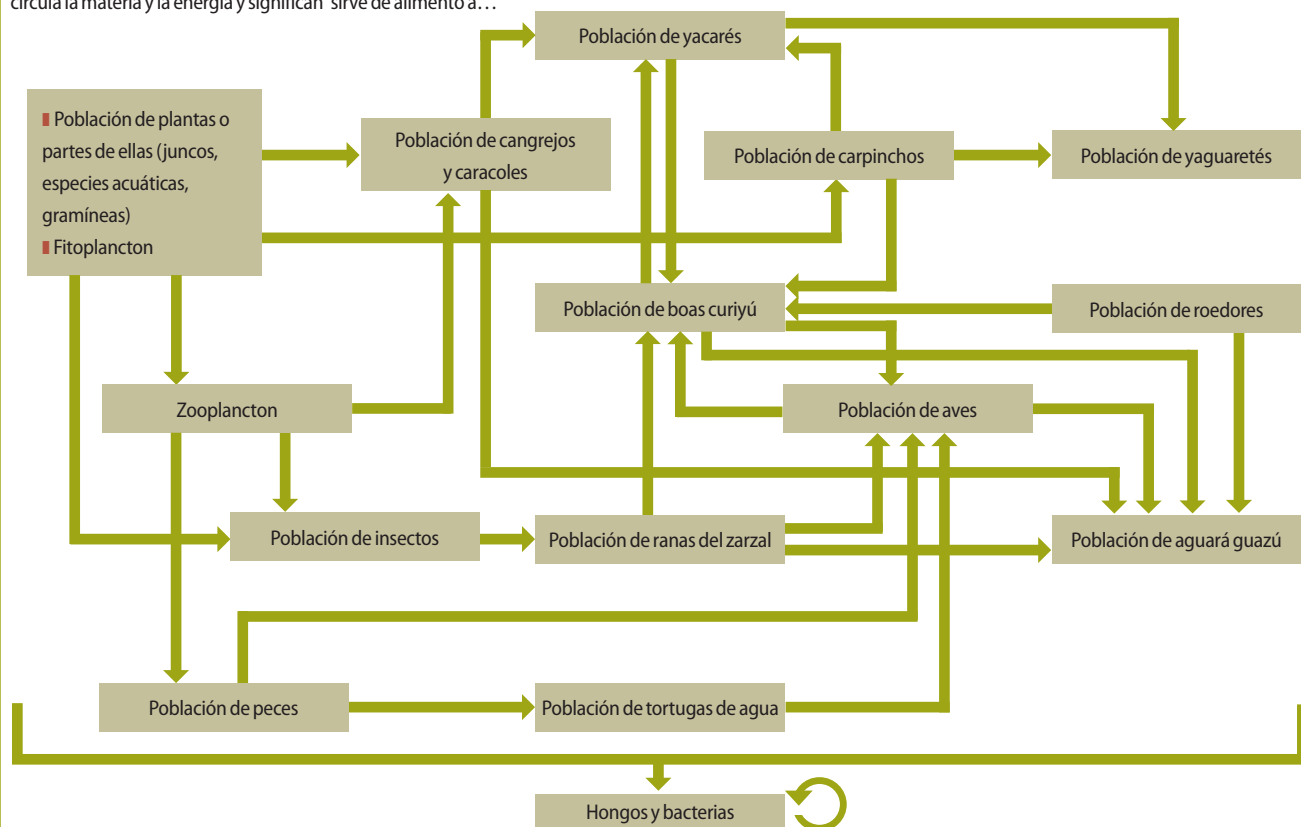 circula la materia y la energía y significan "sirve de alimento a…"
Población de yacarés
Población de plantas o
partes de ellas (juncos,
especies acuáticas,
gramíneas)
Fitoplancton
Población de cangrejos
y caracoles
Población de carpinchos
Población de yaguaretés
Población de boas curiyú
Población de roedores
Zooplancton
Población de aves
Población de insectos
Población de ranas del zarzal
Población de aguará guazú
Población de peces
Población de tortugas de agua
Hongos y bacterias